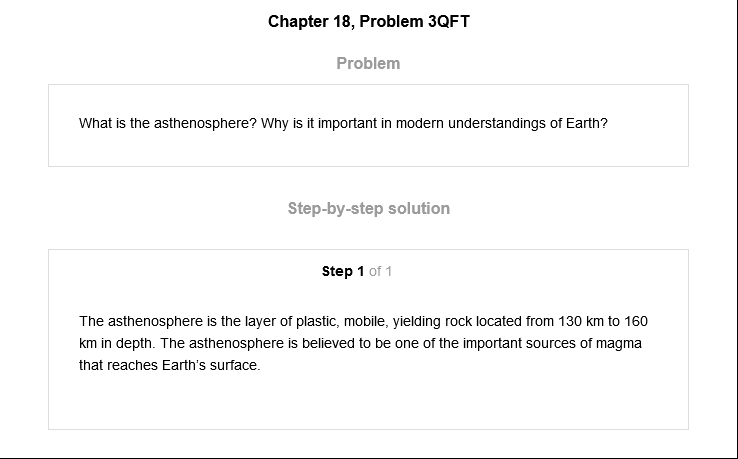 Chapter 18, Problem 3QFT
Problem
What is the asthenosphere? Why is it important in modern understandings of Earth?
Step-by-step solution
Step 1 of 1
The asthenosphere is the layer of plastic, mobile, yielding rock located from 130 km to 160
km in depth. The asthenosphere is believed to be one of the important sources of magma
that reaches Earth’s surface.